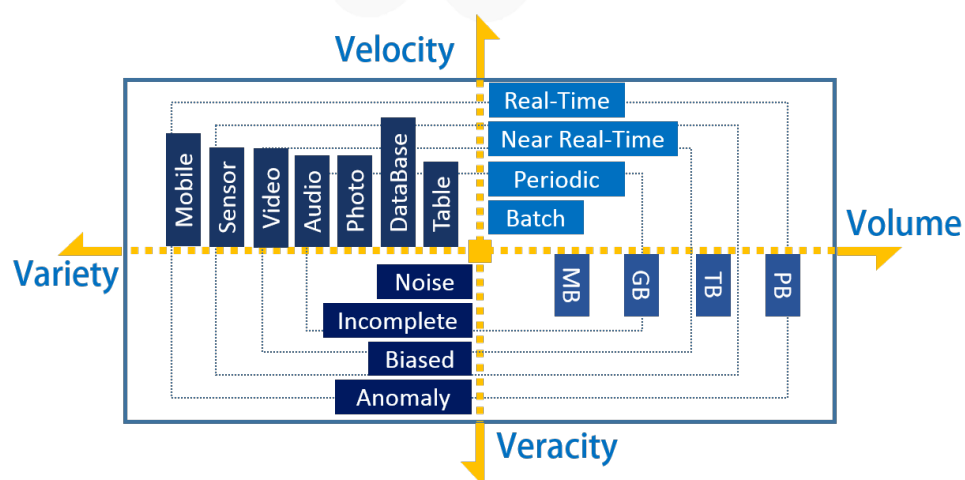 Velocity
Real-Time
Near Real-Time
Periodic
Batch
Mobile
Sensor
Video
Audio
Photo
DataBase
Table
Volume
Variety
MB
GB
TB
PB
Noise
Incomplete
Biased
Anomaly
Veracity